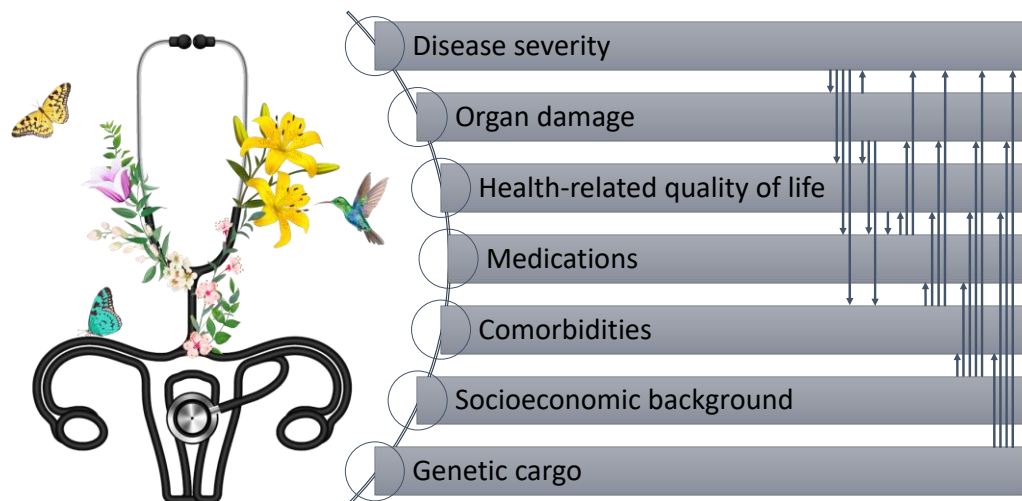 Disease severity
Organ damage
Health-related quality of life
Medications
Comorbidities
Socioeconomic background
Genetic cargo